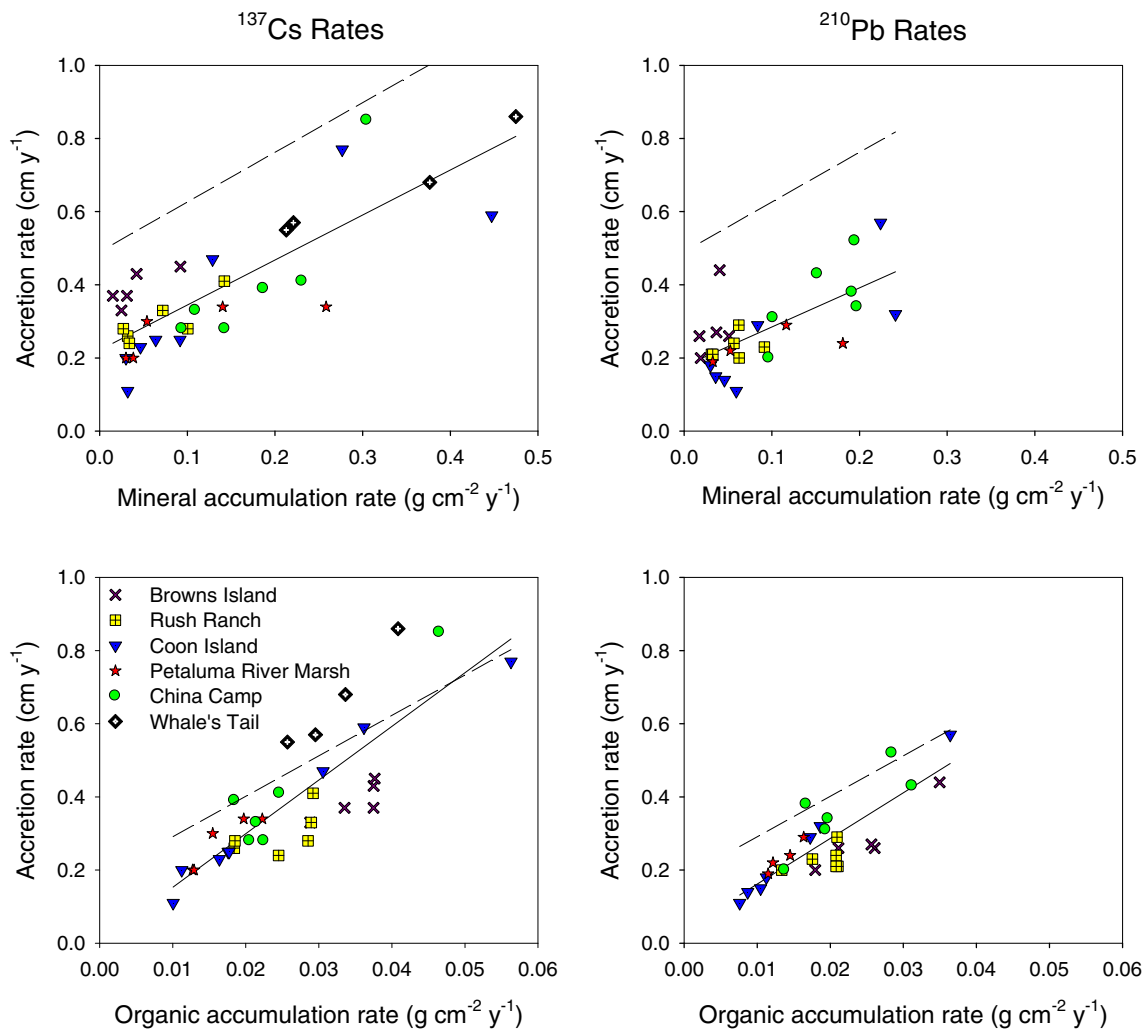 ¹³⁷Cs Rates
²¹⁰Pb Rates
Accretion rate (cm y⁻¹)
1.0
0.8
0.6
0.4
0.2
0.0
0.0 0.1 0.2 0.3 0.4 0.5
Mineral accumulation rate (g cm⁻² y⁻¹)
Accretion rate (cm y⁻¹)
1.0
0.8
0.6
0.4
0.2
0.0
0.0 0.1 0.2 0.3 0.4 0.5
Mineral accumulation rate (g cm⁻² y⁻¹)
Accretion rate (cm y⁻¹)
1.0
0.8
0.6
0.4
0.2
0.0
Browns Island
Rush Ranch
Coon Island
Petaluma River Marsh
China Camp
Whale's Tail
0.00 0.01 0.02 0.03 0.04 0.05 0.06
Organic accumulation rate (g cm⁻² y⁻¹)
Accretion rate (cm y⁻¹)
1.0
0.8
0.6
0.4
0.2
0.0
0.00 0.01 0.02 0.03 0.04 0.05 0.06
Organic accumulation rate (g cm⁻² y⁻¹)